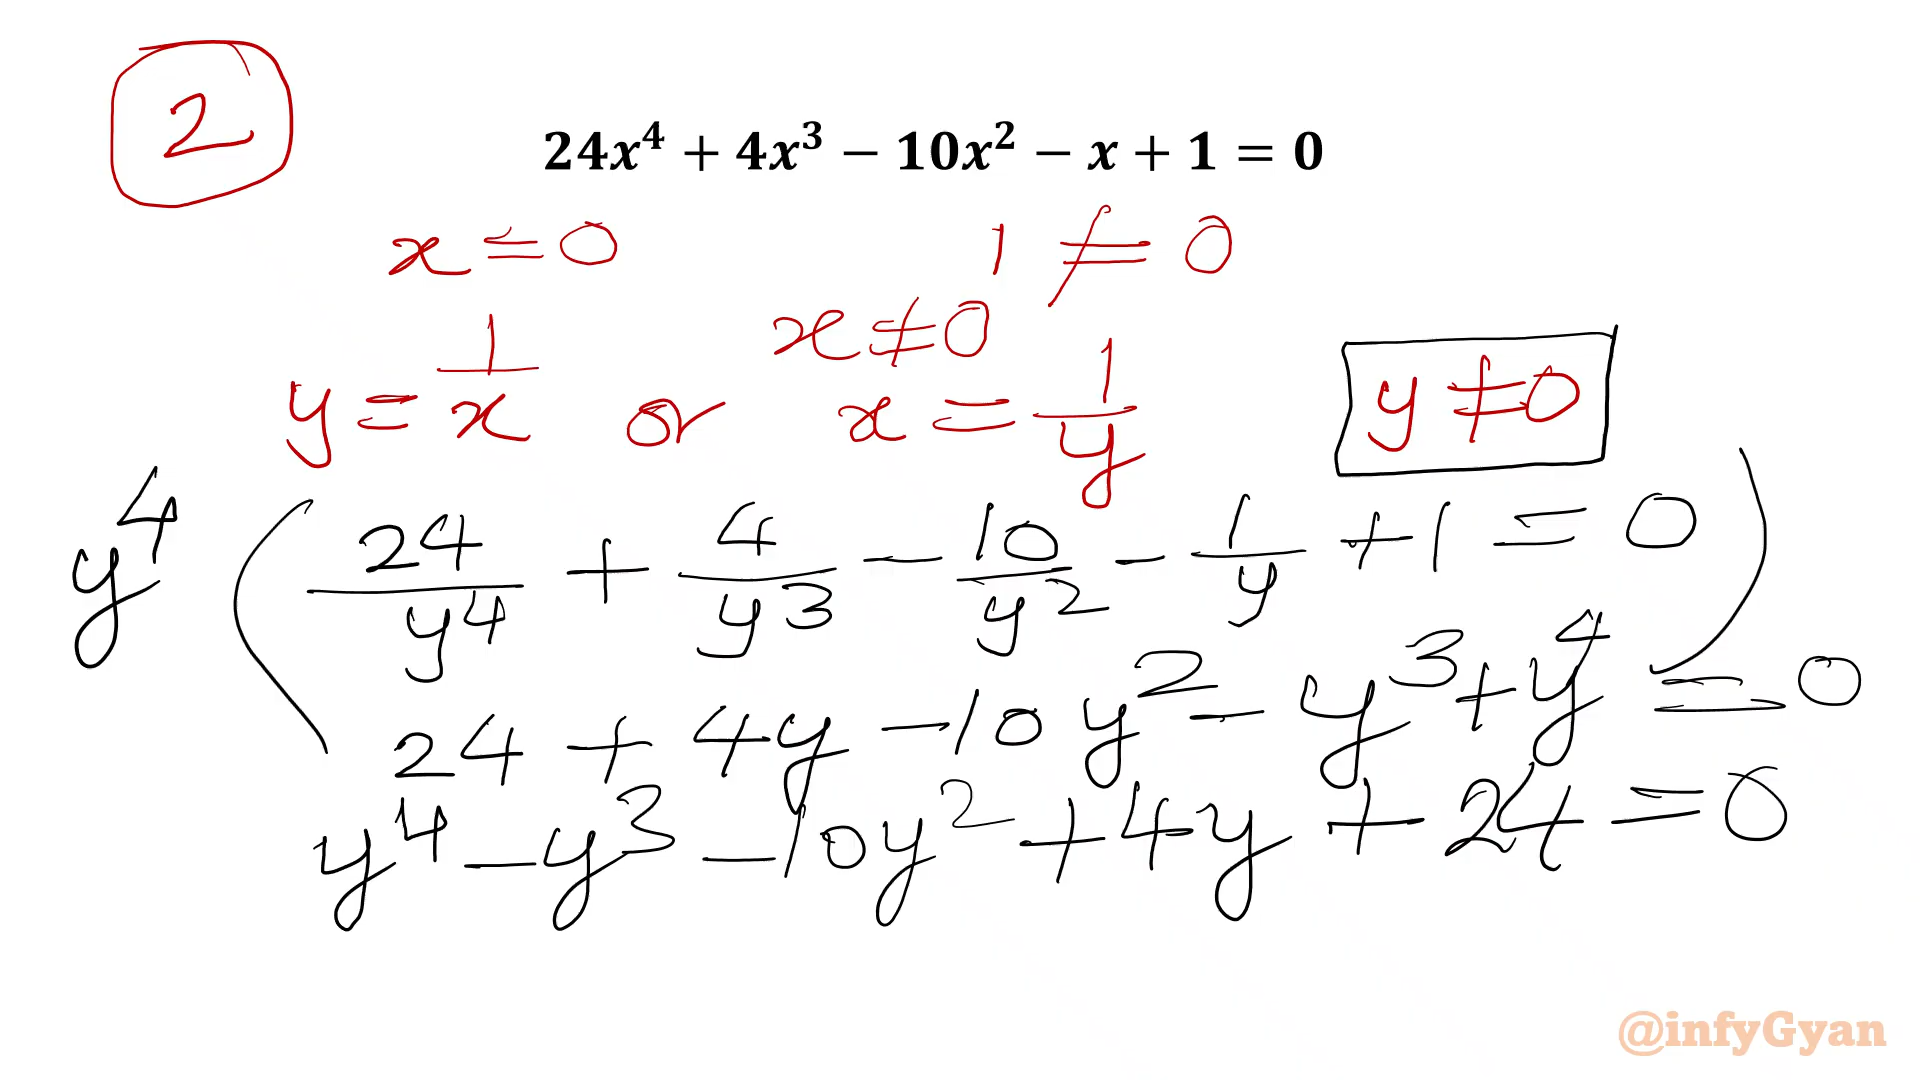 2
24x⁴ + 4x³ − 10x² − x + 1 = 0
x = 0 1 ≠ 0
x ≠ 0
y = 1/x or x = 1/y y ≠ 0
y⁴ ( 24/y⁴ + 4/y³ − 10/y² − 1/y + 1 = 0 )
24 + 4y − 10y² − y³ + y⁴ = 0
y⁴ − y³ − 10y² + 4y + 24 = 0
@infyGyan